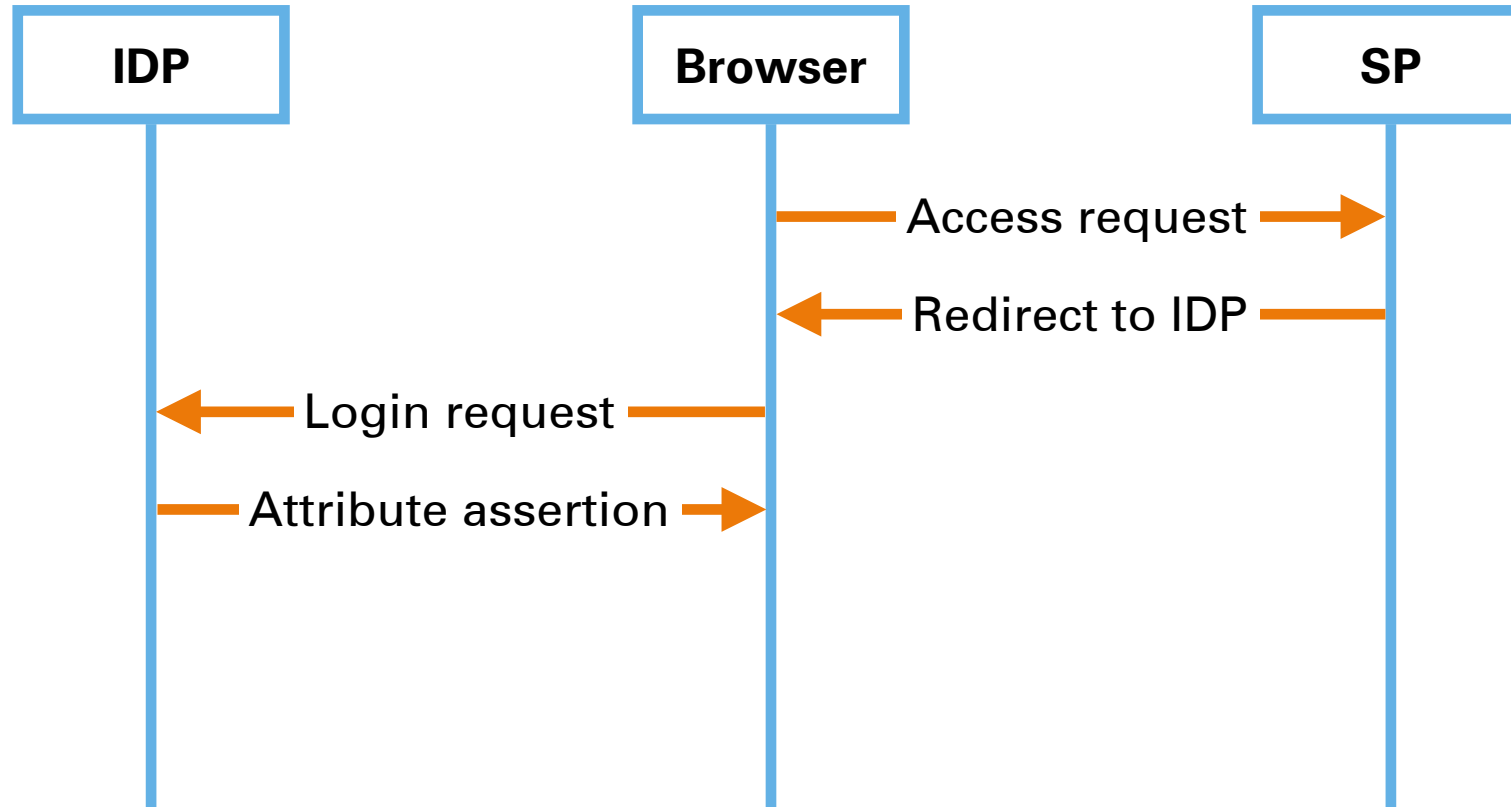 IDP
Browser
SP
Access request
Redirect to IDP
Login request
Attribute assertion